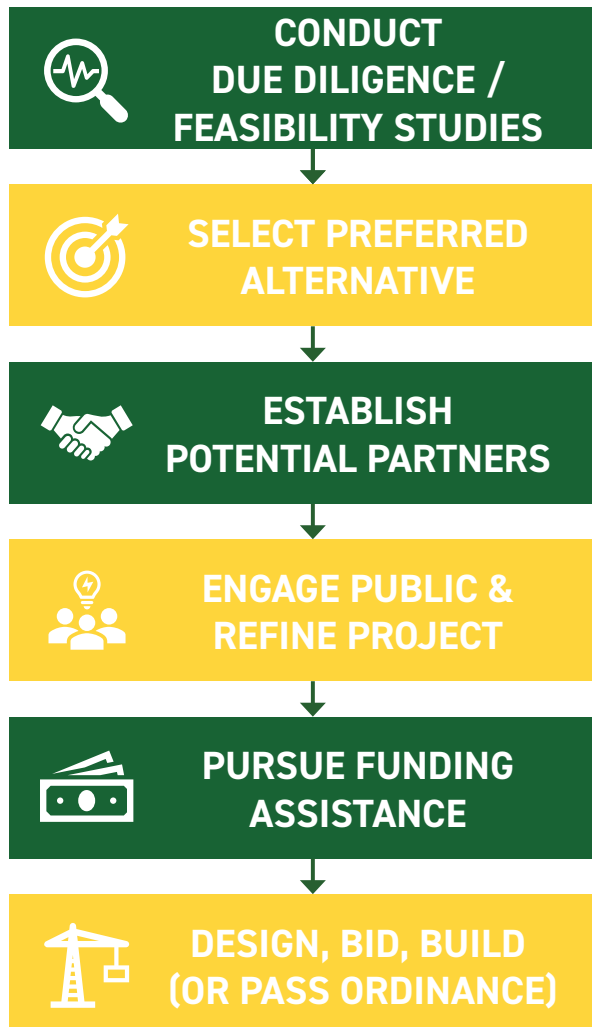 CONDUCT
DUE DILIGENCE /
FEASIBILITY STUDIES
SELECT PREFERRED
ALTERNATIVE
ESTABLISH
POTENTIAL PARTNERS
ENGAGE PUBLIC &
REFINE PROJECT
PURSUE FUNDING
ASSISTANCE
DESIGN, BID, BUILD
(OR PASS ORDINANCE)